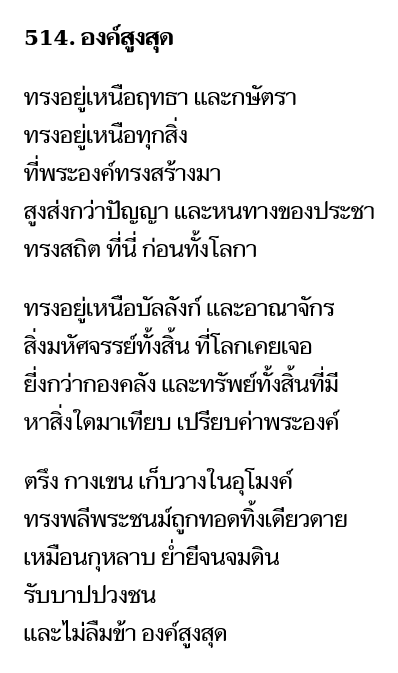 514. องค์สูงสุด
ทรงอยู่เหนือฤทธา และกษัตรา
ทรงอยู่เหนือทุกสิ่ง
ที่พระองค์ทรงสร้างมา
สูงส่งกว่าปัญญา และหนทางของประชา
ทรงสถิต ที่นี่ ก่อนทั้งโลกา
ทรงอยู่เหนือบัลลังก์ และอาณาจักร
สิ่งมหัศจรรย์ทั้งสิ้น ที่โลกเคยเจอ
ยี่งกว่ากองคลัง และทรัพย์ทั้งสิ้นที่มี
หาสิ่งใดมาเทียบ เปรียบค่าพระองค์
ตรึง กางเขน เก็บวางในอุโมงค์
ทรงพลีพระชนม์ถูกทอดทิ้งเดียวดาย
เหมือนกุหลาบ ย่ำยีจนจมดิน
รับบาปปวงชน
และไม่ลืมข้า องค์สูงสุด